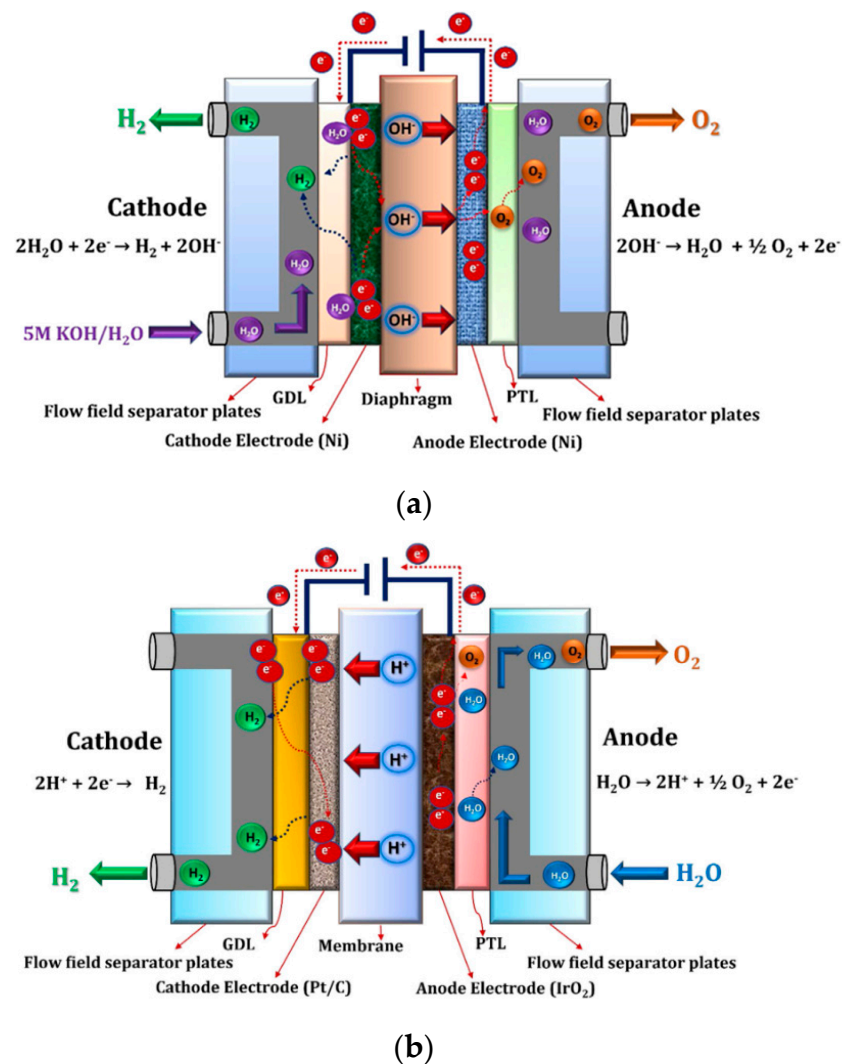 e⁻ e⁻
e⁻ e⁻
H₂ H₂ H₂O e⁻ e⁻ OH⁻ H₂O O₂ O₂
e⁻
H₂ e⁻ O₂
Cathode OH⁻ O₂ Anode
2H₂O + 2e⁻ → H₂ + 2OH⁻ 2OH⁻ → H₂O + ½ O₂ + 2e⁻
H₂O H₂O
e⁻ e⁻
e⁻ e⁻
5M KOH/H₂O H₂O H₂O OH⁻
GDL Diaphragm PTL
Flow field separator plates Flow field separator plates
Cathode Electrode (Ni) Anode Electrode (Ni)
(a)
e⁻ e⁻
e⁻ e⁻
e⁻ e⁻ H⁺ O₂ H₂O O₂ O₂
e⁻ e⁻
H₂ e⁻ H₂O
e⁻
Cathode Anode
2H⁺ + 2e⁻ → H₂ H⁺ H₂O → 2H⁺ + ½ O₂ + 2e⁻
H₂O
e⁻ H₂O
H₂ e⁻ e⁻
e⁻ H⁺
H₂ H₂ H₂O H₂O
GDL Membrane PTL
Flow field separator plates Flow field separator plates
Cathode Electrode (Pt/C) Anode Electrode (IrO₂)
(b)